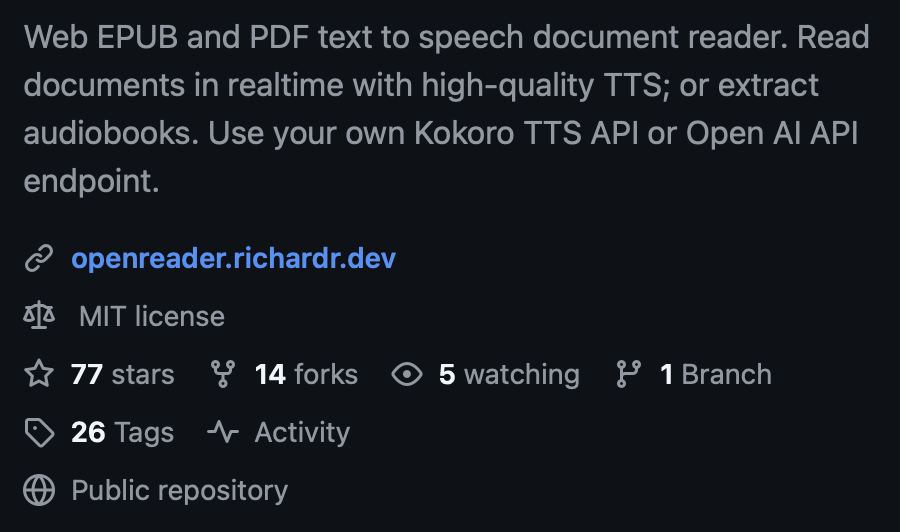 Web EPUB and PDF text to speech document reader. Read
documents in realtime with high-quality TTS; or extract
audiobooks. Use your own Kokoro TTS API or Open AI API
endpoint.
openreader.richardr.dev
MIT license
77 stars 14 forks 5 watching 1 Branch
26 Tags Activity
Public repository